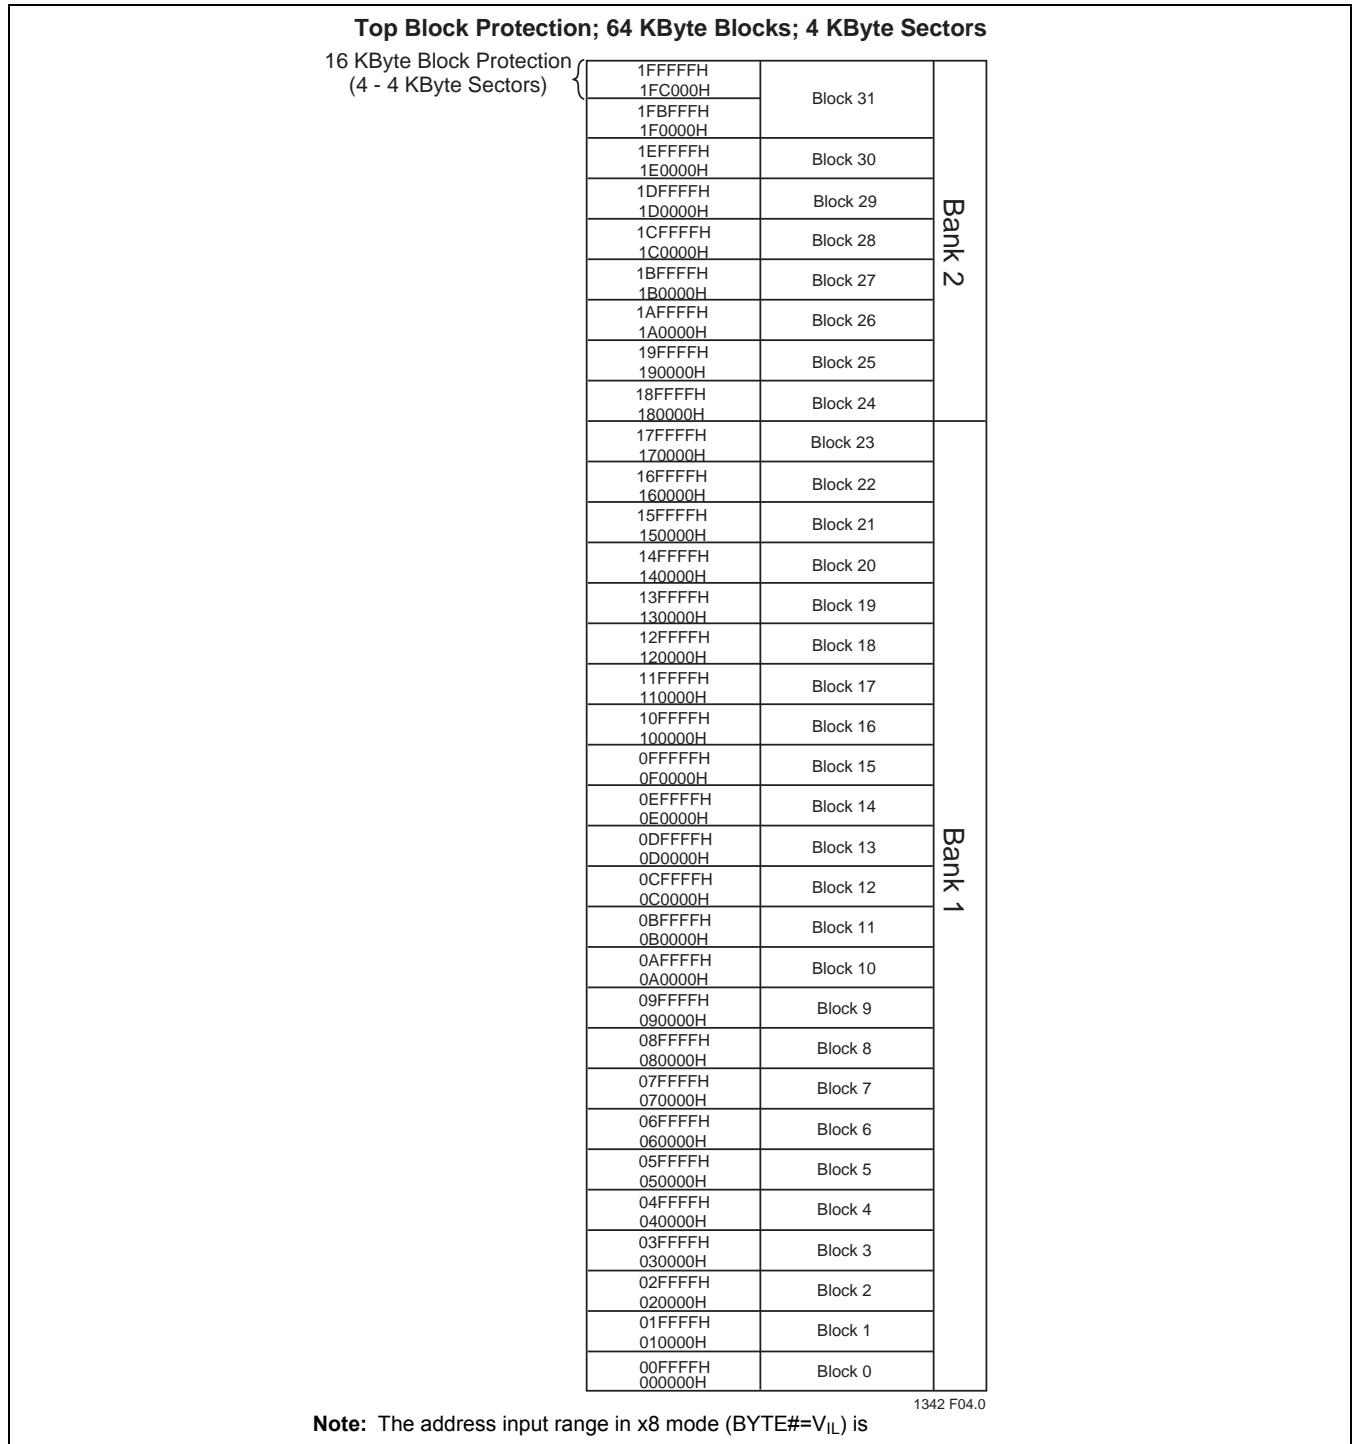 Top Block Protection; 64 KByte Blocks; 4 KByte Sectors
16 KByte Block Protection
(4 - 4 KByte Sectors)
1FFFFFH
1FC000H
Block 31
1FBFFFH
1F0000H
1EFFFFH
1E0000H
Block 30
1DFFFFH
1D0000H
Block 29
1CFFFFH
1C0000H
Block 28
1BFFFFH
1B0000H
Block 27
1AFFFFH
1A0000H
Block 26
19FFFFH
190000H
Block 25
18FFFFH
180000H
Block 24
Bank 2
17FFFFH
170000H
Block 23
16FFFFH
160000H
Block 22
15FFFFH
150000H
Block 21
14FFFFH
140000H
Block 20
13FFFFH
130000H
Block 19
12FFFFH
120000H
Block 18
11FFFFH
110000H
Block 17
10FFFFH
100000H
Block 16
0FFFFFH
0F0000H
Block 15
0EFFFFH
0E0000H
Block 14
0DFFFFH
0D0000H
Block 13
0CFFFFH
0C0000H
Block 12
0BFFFFH
0B0000H
Block 11
0AFFFFH
0A0000H
Block 10
09FFFFH
090000H
Block 9
08FFFFH
080000H
Block 8
07FFFFH
070000H
Block 7
06FFFFH
060000H
Block 6
05FFFFH
050000H
Block 5
04FFFFH
040000H
Block 4
03FFFFH
030000H
Block 3
02FFFFH
020000H
Block 2
01FFFFH
010000H
Block 1
00FFFFH
000000H
Block 0
Bank 1
1342 F04.0
Note: The address input range in x8 mode (BYTE#=VIL) is